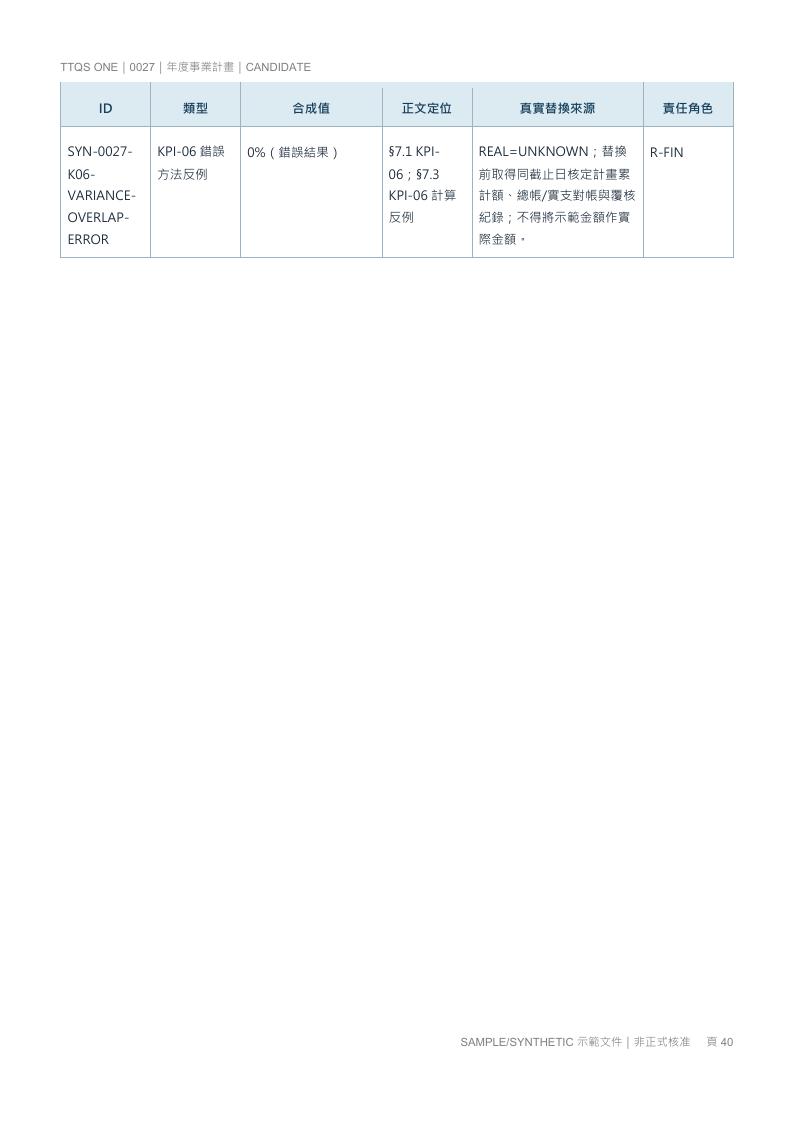 TTQS ONE｜0027｜年度事業計畫｜CANDIDATE
ID 類型 合成值 正文定位 真實替換來源 責任角色
SYN-0027- KPI-06 錯誤 0%（錯誤結果） §7.1 KPI- REAL=UNKNOWN；替換 R-FIN
K06- 方法反例 06；§7.3 前取得同截止日核定計畫累
VARIANCE- KPI-06 計算 計額、總帳/實支對帳與覆核
OVERLAP- 反例 紀錄；不得將示範金額作實
ERROR 際金額。
SAMPLE/SYNTHETIC 示範文件｜非正式核准 頁 40